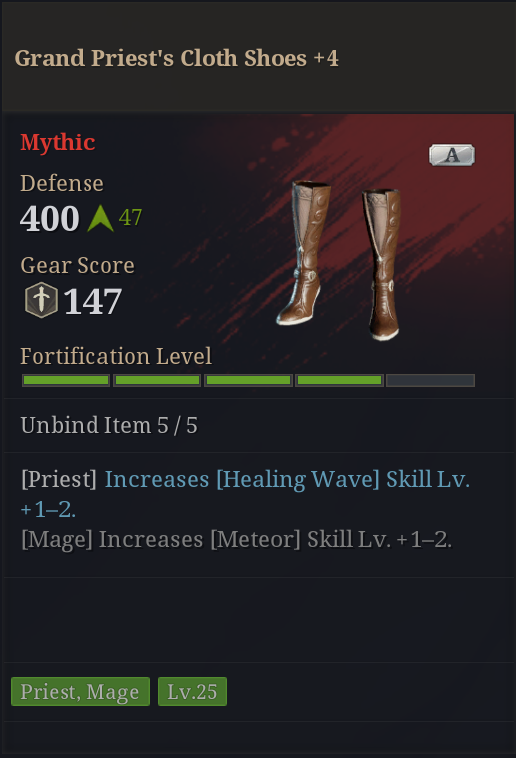 Grand Priest's Cloth Shoes +4
Mythic
A
Defense
400 47
Gear Score
147
Fortification Level
Unbind Item 5 / 5
[Priest] Increases [Healing Wave] Skill Lv.
+1–2.
[Mage] Increases [Meteor] Skill Lv. +1–2.
Priest, Mage Lv.25